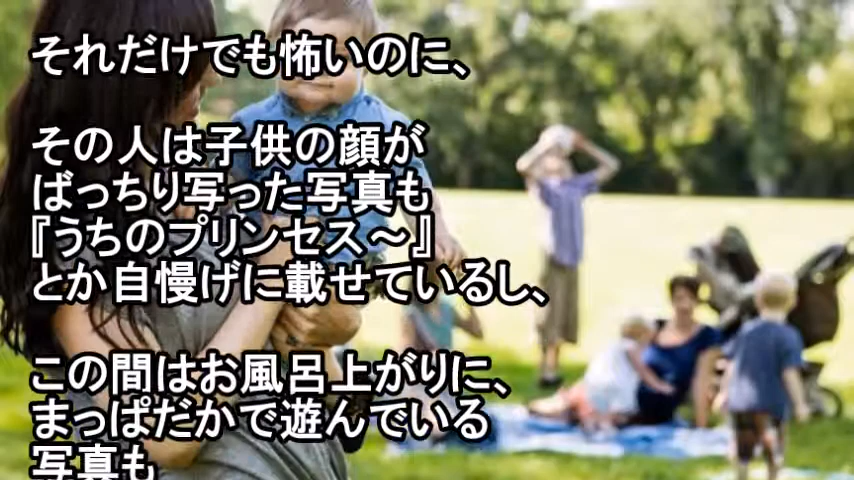 それだけでも怖いのに、
その人は子供の顔が
ばっちり写った写真も
『うちのプリンセス～』
とか自慢げに載せているし、
この間はお風呂上がりに、
まっぱだかで遊んでいる
写真も